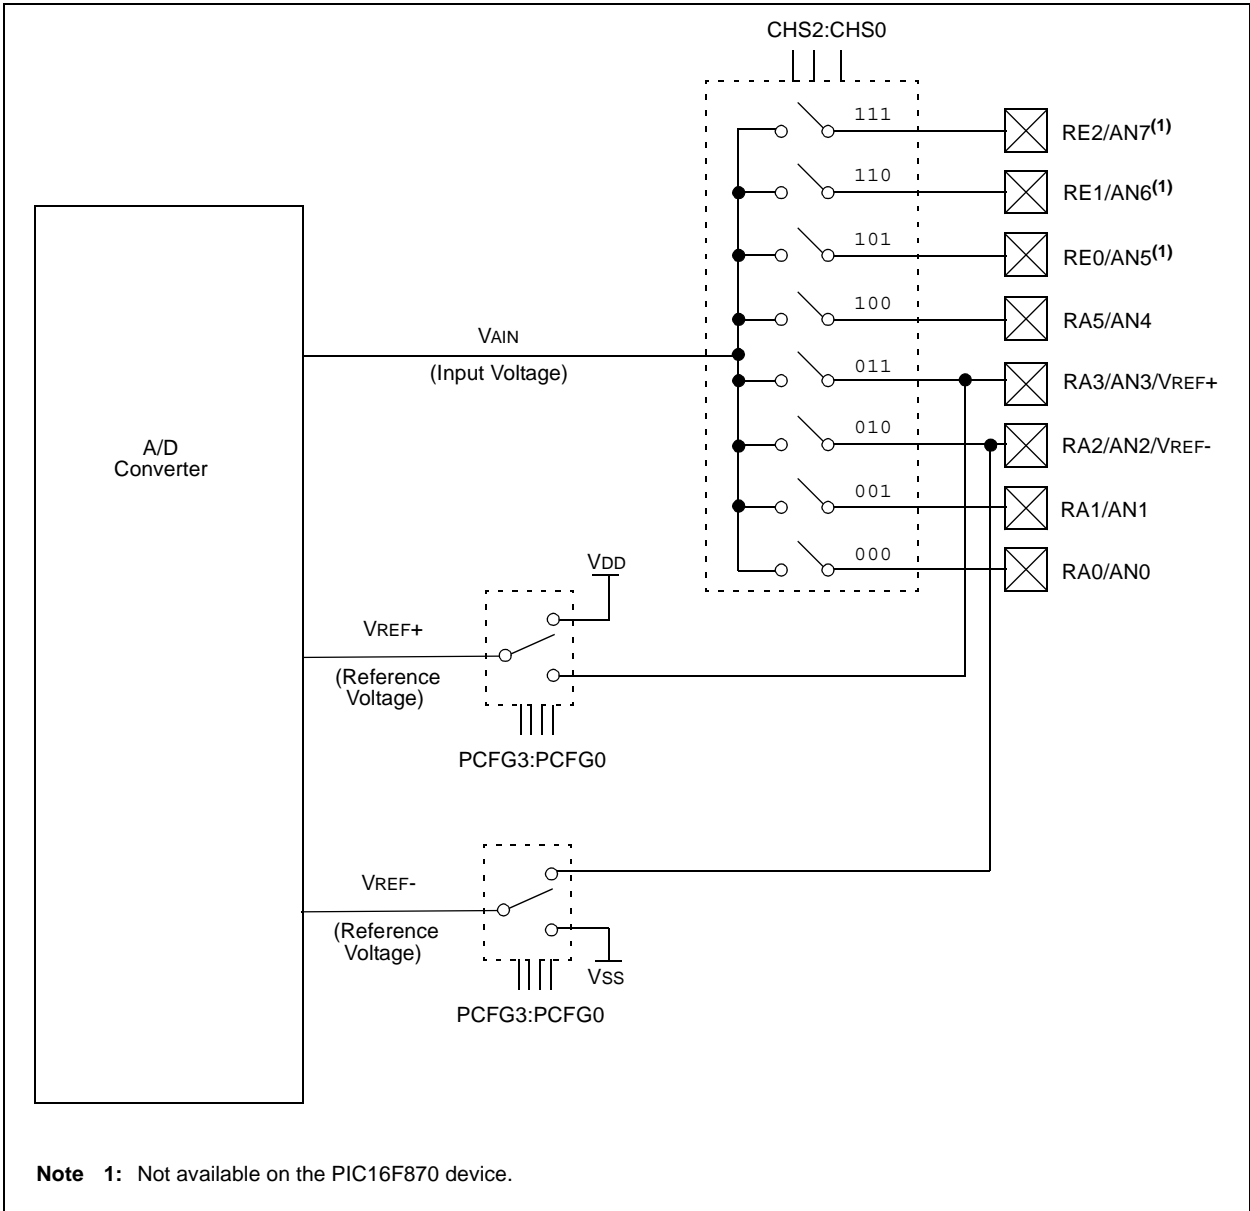 CHS2:CHS0
111
RE2/AN7(1)
110
RE1/AN6(1)
101
RE0/AN5(1)
100
RA5/AN4
VAIN
(Input Voltage)
011
RA3/AN3/VREF+
010
RA2/AN2/VREF-
A/D
Converter
001
RA1/AN1
000
RA0/AN0
VDD
VREF+
(Reference
Voltage)
PCFG3:PCFG0
VREF-
(Reference
Voltage)
VSS
PCFG3:PCFG0
Note 1: Not available on the PIC16F870 device.